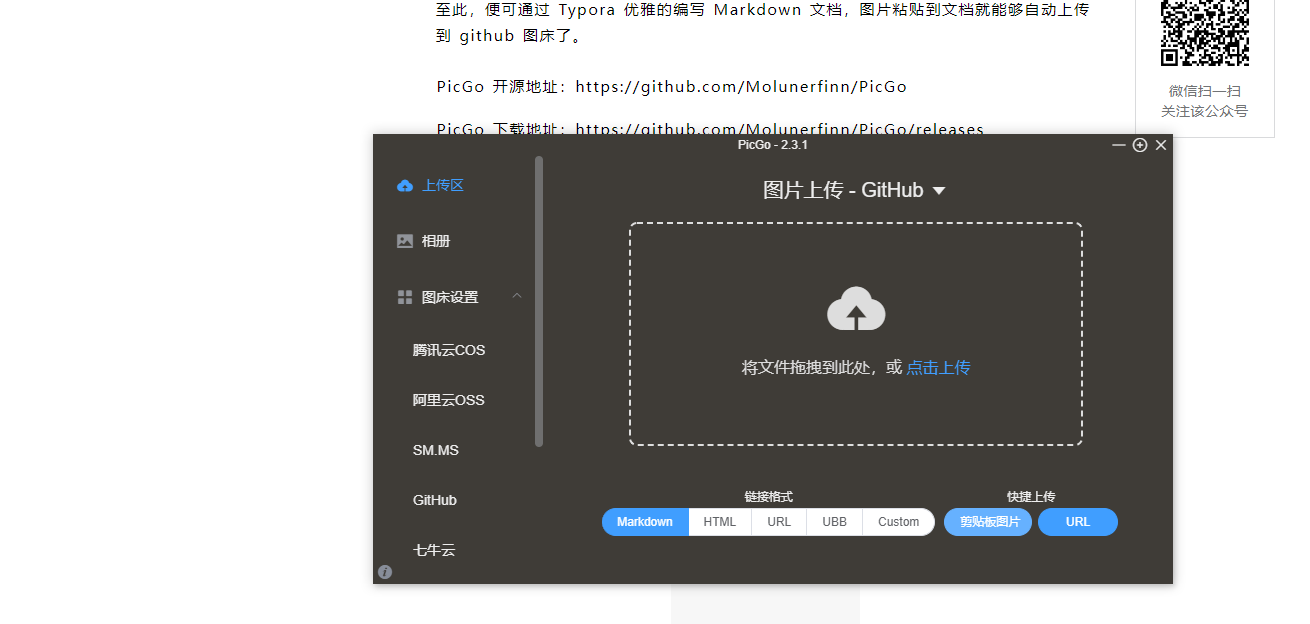 至此，便可通过 Typora 优雅的编写 Markdown 文档，图片粘贴到文档就能够自动上传
到 github 图床了。
微信扫一扫
关注该公众号
PicGo 开源地址：https://github.com/Molunerfinn/PicGo
PicGo 下载地址：https://github.com/Molunerfinn/PicGo/releases
PicGo - 2.3.1
上传区
相册
图床设置
腾讯云COS
阿里云OSS
SM.MS
GitHub
七牛云
图片上传 - GitHub
将文件拖拽到此处，或 点击上传
链接格式
Markdown HTML URL UBB Custom
快捷上传
剪贴板图片 URL